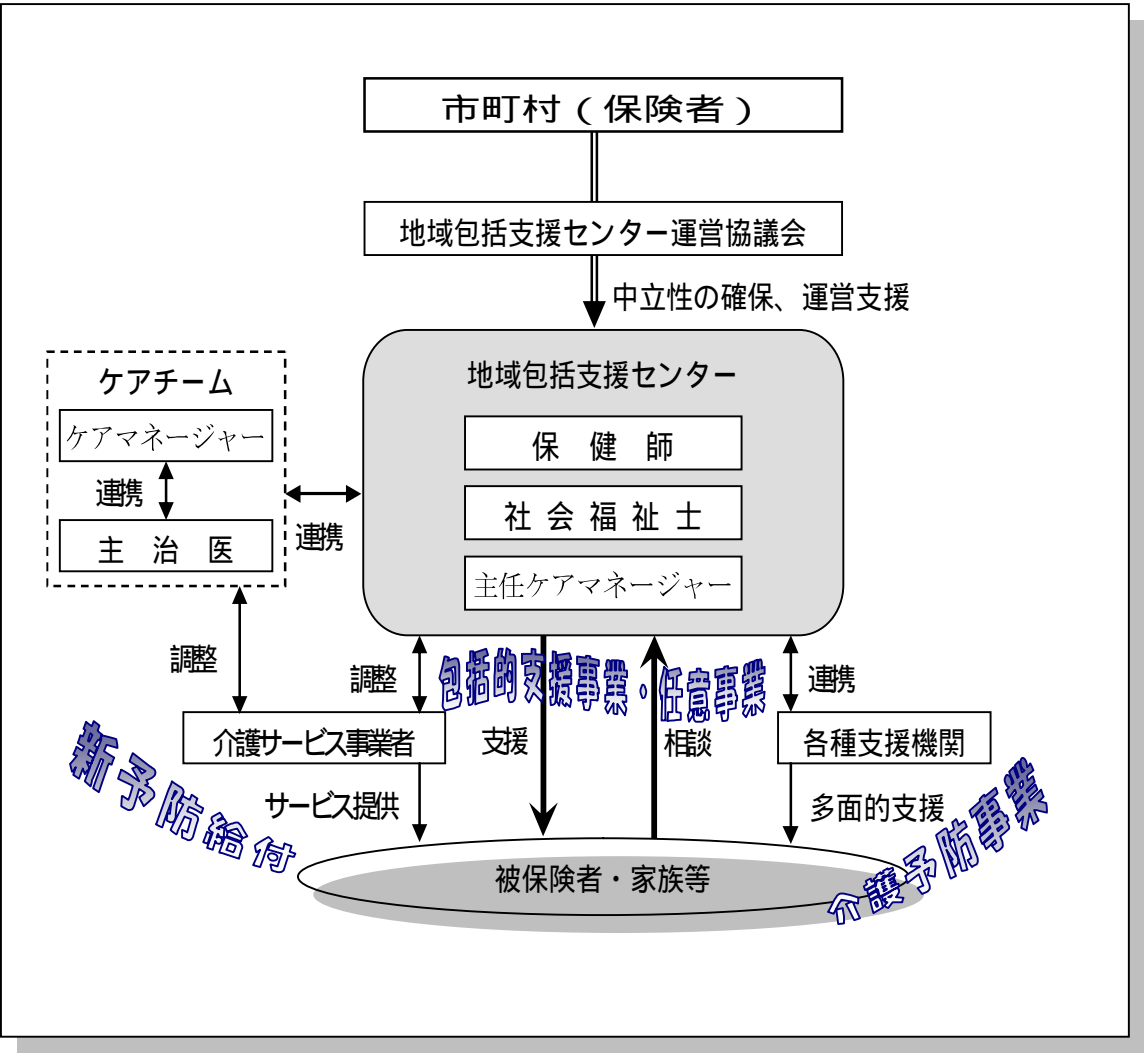 市町村（保険者）
地域包括支援センター運営協議会
中立性の確保、運営支援
地域包括支援センター
保　健　師
社 会 福 祉 士
主任ケアマネージャー
ケアチーム
ケアマネージャー
連携
主　治　医
連携
調整
調整
包括的支援事業・任意事業
連携
介護サービス事業者
支援
相談
各種支援機関
新予防給付
サービス提供
多面的支援
介護予防事業
被保険者・家族等